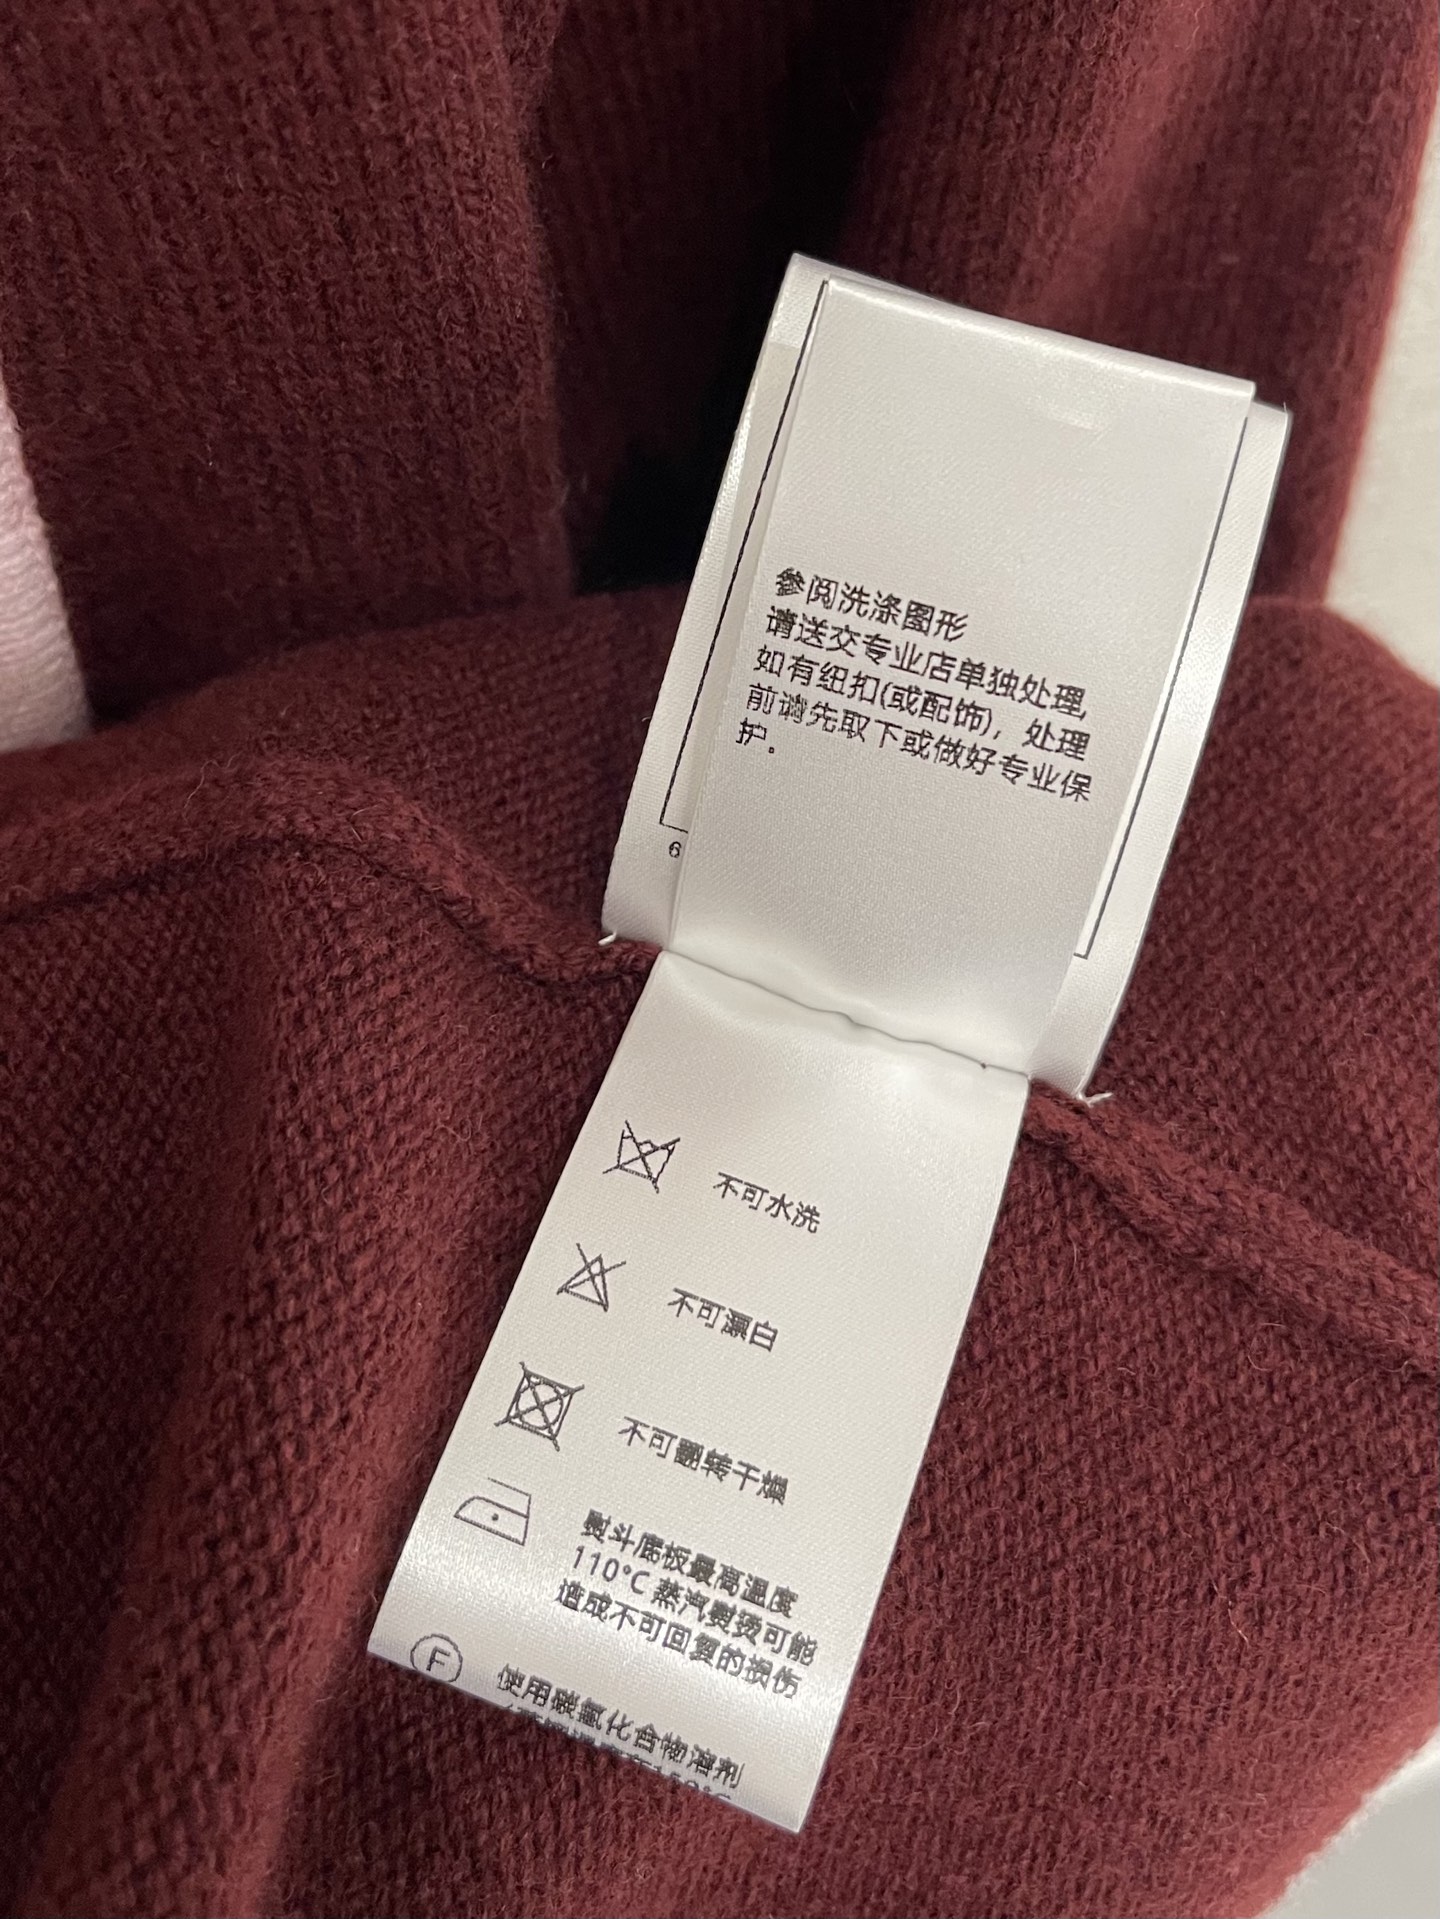 参阅洗涤图形
请送交专业店单独处理,
如有纽扣(或配饰)，处理
前请先取下或做好专业保
护.
6
不可水洗
不可漂白
不可翻转干燥
熨斗底板最高温度
110°C 蒸汽熨烫可能
造成不可回复的损伤
F
使用碳氢化合物溶剂